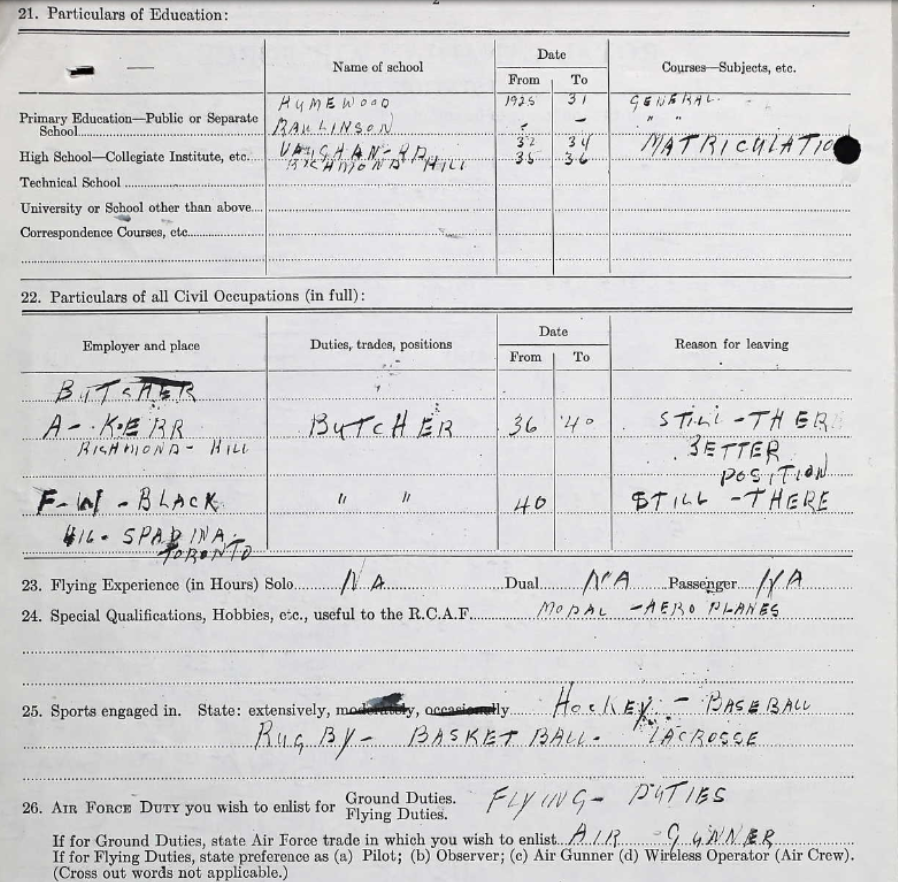 21. Particulars of Education:
Name of school
Date
From To
Courses—Subjects, etc.
HUMEWOOD 1925 31 GENERAL
Primary Education—Public or Separate School RAWLINSON - - " "
High School—Collegiate Institute, etc. VAUGHAN-RD 32 34 MATRICULATIO
RICHMOND HILL 35 36
Technical School
University or School other than above
Correspondence Courses, etc
22. Particulars of all Civil Occupations (in full):
Employer and place
Duties, trades, positions
Date
From To
Reason for leaving
BUTCHER
A-.KERR BUTCHER 36 '40 STILL-THER
RICHMOND-HILL BETTER
POSITION
F-W-BLACK " " 40 STILL-THERE
416-SPADINA-
TORONTO
23. Flying Experience (in Hours) Solo N A Dual N A Passenger N/A
24. Special Qualifications, Hobbies, etc., useful to the R.C.A.F. MODAL-AERO PLANES
25. Sports engaged in. State: extensively, moderately, occasionally HOCKEY-BASEBALL
RUGBY-BASKET BALL-LACROSSE
26. AIR FORCE DUTY you wish to enlist for Ground Duties. Flying Duties. FLYING-DUTIES
If for Ground Duties, state Air Force trade in which you wish to enlist AIR-GUNNER
If for Flying Duties, state preference as (a) Pilot; (b) Observer; (c) Air Gunner (d) Wireless Operator (Air Crew).
(Cross out words not applicable.)